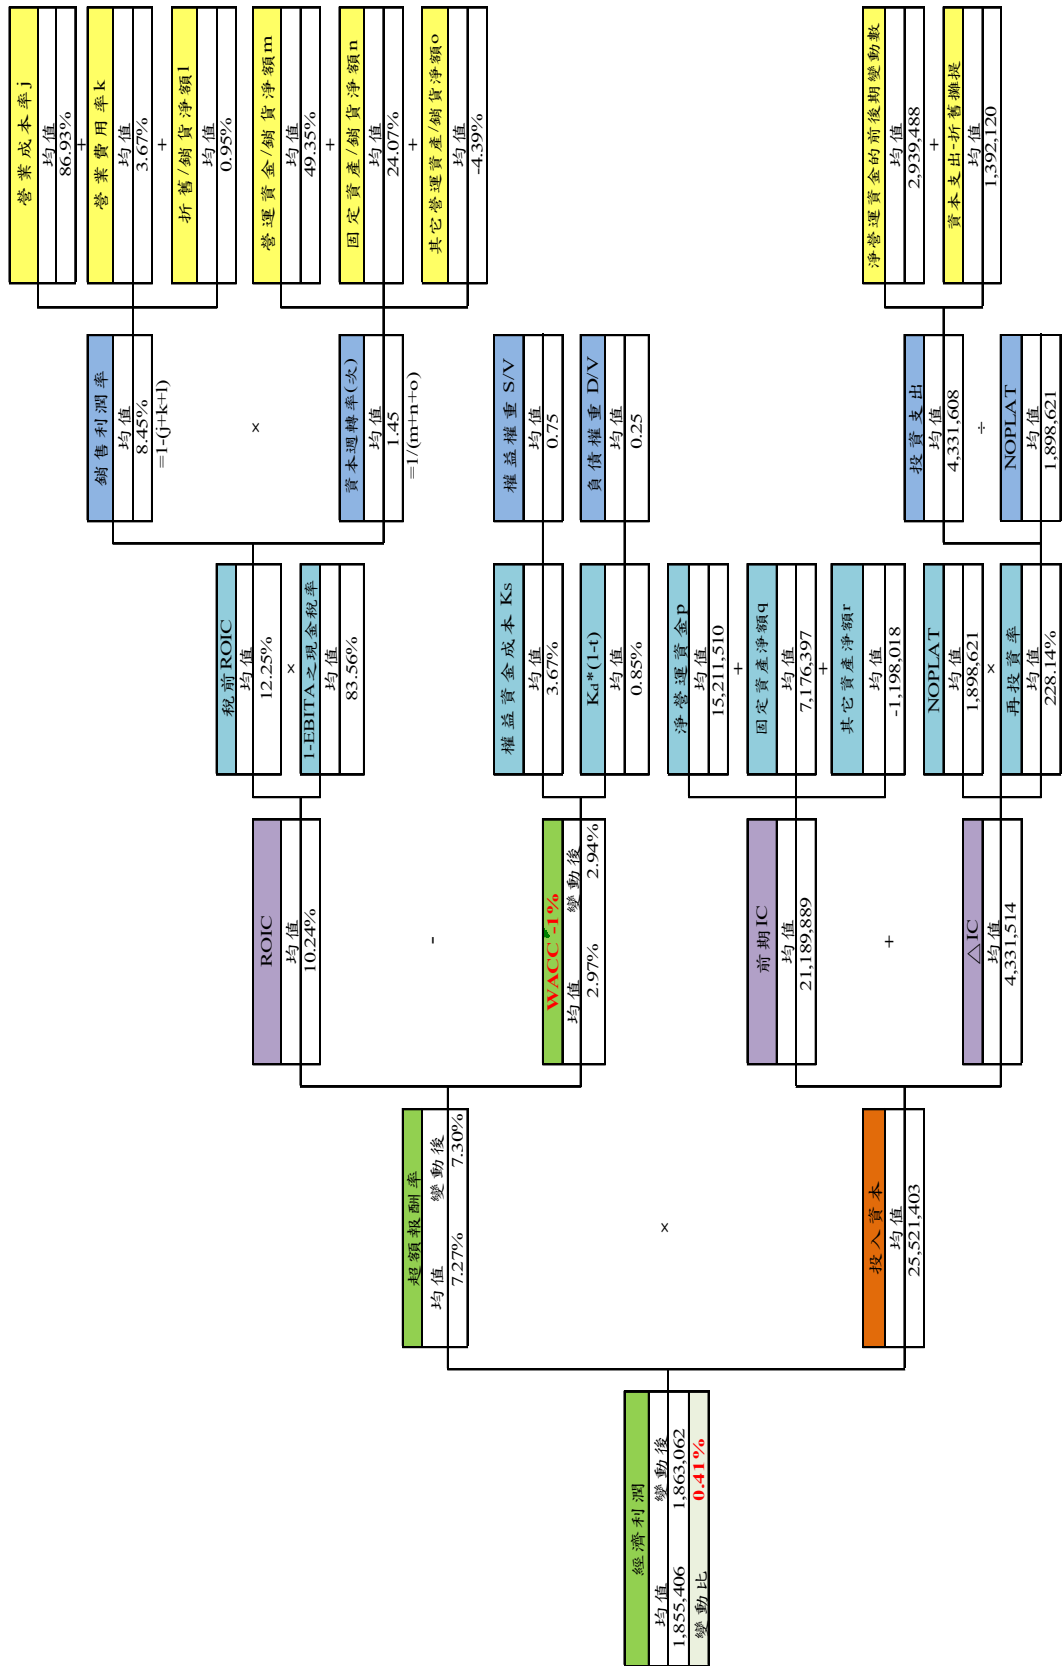 經濟利潤
均值 變動後
1,855,406 1,863,062
變動比 0.41%
超額報酬率
均值 變動後
7.27% 7.30%
×
投入資本
均值
25,521,403
ROIC
均值
10.24%
-
WACC -1%
均值 變動後
2.97% 2.94%
前期IC
均值
21,189,889
+
△IC
均值
4,331,514
稅前ROIC
均值
12.25%
×
1-EBITA之現金稅率
均值
83.56%
權益資金成本 Ks
均值
3.67%
Kd*(1-t)
均值
0.85%
淨營運資金p
均值
15,211,510
+
固定資產淨額q
均值
7,176,397
+
其它資產淨額r
均值
-1,198,018
NOPLAT
均值
1,898,621
×
再投資率
均值
228.14%
銷售利潤率
均值
8.45%
=1-(j+k+l)
×
資本週轉率(次)
均值
1.45
=1/(m+n+o)
權益權重 S/V
均值
0.75
負債權重 D/V
均值
0.25
投資支出
均值
4,331,608
÷
NOPLAT
均值
1,898,621
營業成本率j
均值
86.93%
+
營業費用率k
均值
3.67%
+
折舊/銷貨淨額l
均值
0.95%
營運資金/銷貨淨額m
均值
49.35%
+
固定資產/銷貨淨額n
均值
24.07%
+
其它營運資產/銷貨淨額o
均值
-4.39%
淨營運資金的前後期變動數
均值
2,939,488
+
資本支出-折舊攤提
均值
1,392,120